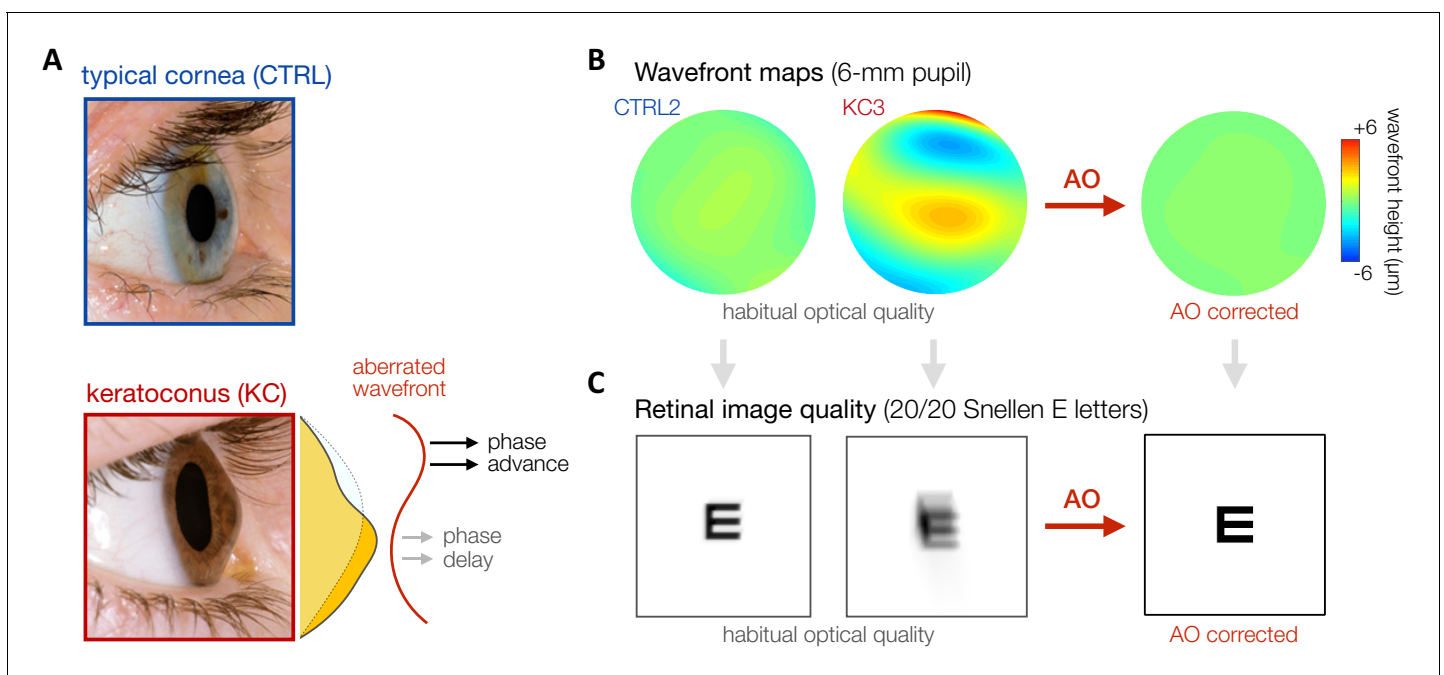 A
typical cornea (CTRL)
keratoconus (KC)
aberrated
wavefront
phase
advance
phase
delay
B
Wavefront maps (6-mm pupil)
CTRL2
KC3
AO
+6
-6
wavefront height (μm)
habitual optical quality
AO corrected
C
Retinal image quality (20/20 Snellen E letters)
E
E
AO
E
habitual optical quality
AO corrected